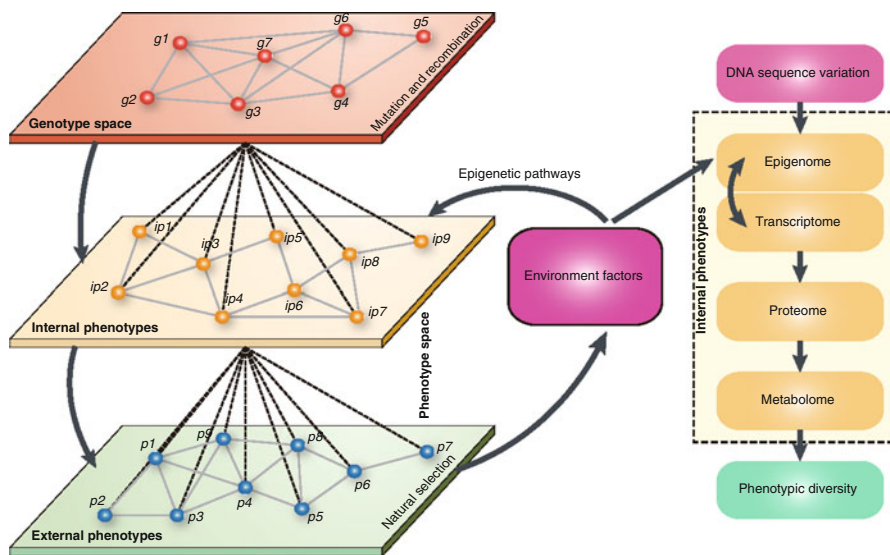 g1
g2
g3
g4
g5
g6
g7
Genotype space
Mutation and recombination
ip1
ip2
ip3
ip4
ip5
ip6
ip7
ip8
ip9
Internal phenotypes
Phenotype space
p1
p2
p3
p4
p5
p6
p7
p8
p9
External phenotypes
Natural selection
Epigenetic pathways
Environment factors
DNA sequence variation
Internal phenotypes
Epigenome
Transcriptome
Proteome
Metabolome
Phenotypic diversity